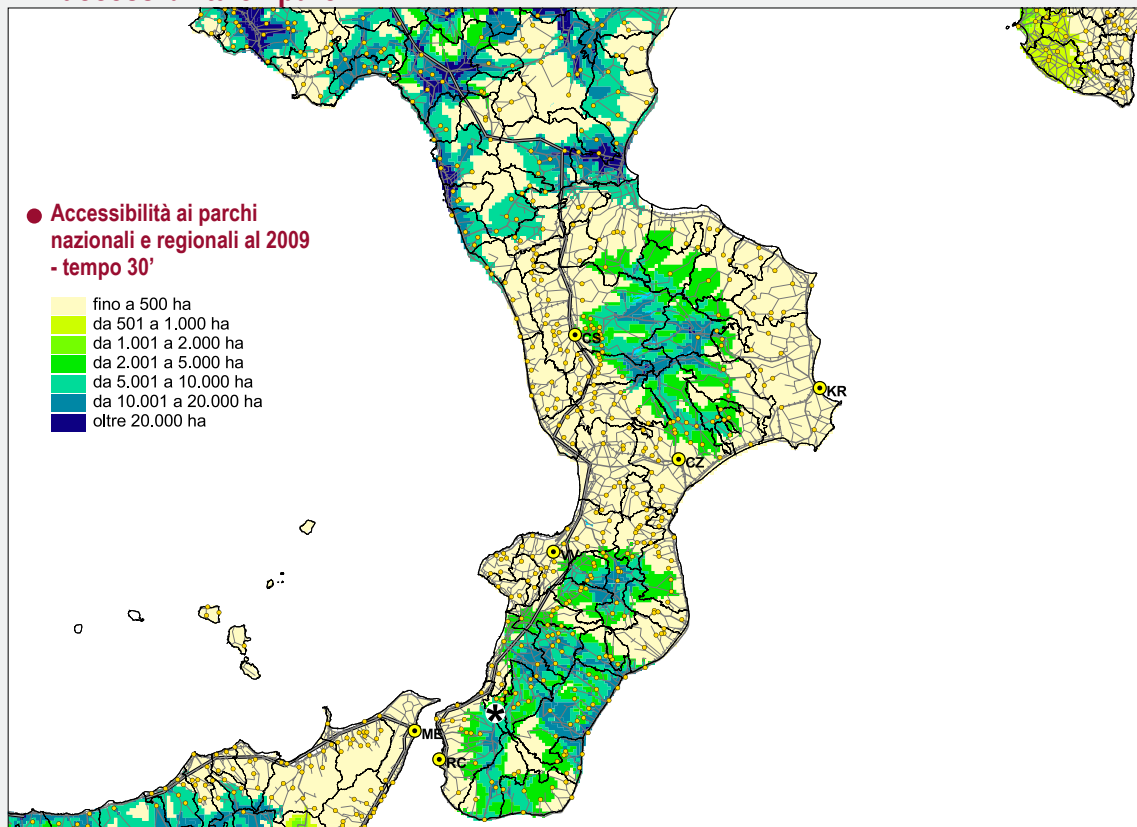 Accessibilità ai parchi
nazionali e regionali al 2009
- tempo 30'
fino a 500 ha
da 501 a 1.000 ha
da 1.001 a 2.000 ha
da 2.001 a 5.000 ha
da 5.001 a 10.000 ha
da 10.001 a 20.000 ha
oltre 20.000 ha
CS
KR
CZ
VV
*
ME
RC